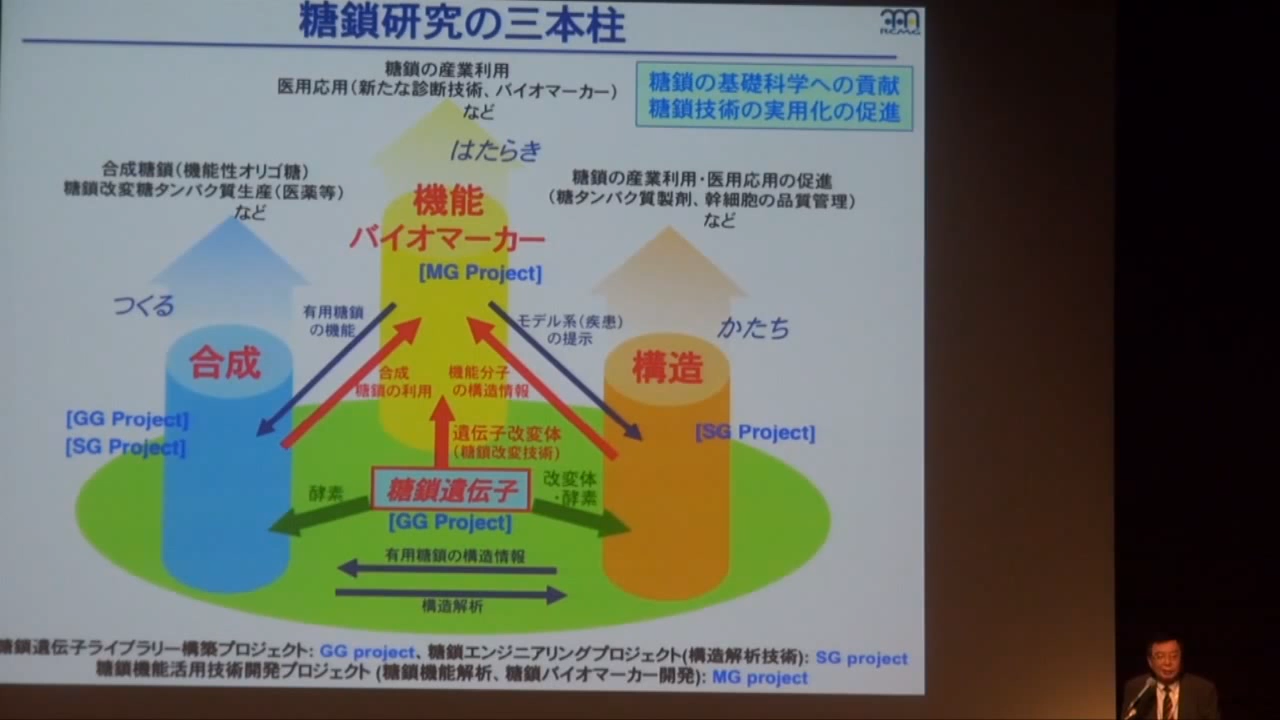 糖鎖研究の三本柱
RCMG
糖鎖の産業利用
医用応用(新たな診断技術、バイオマーカー)
など
糖鎖の基礎科学への貢献
糖鎖技術の実用化の促進
はたらき
合成糖鎖(機能性オリゴ糖)
糖鎖改変糖タンパク質生産(医薬等)
など
糖鎖の産業利用・医用応用の促進
(糖タンパク質製剤、幹細胞の品質管理)
など
機能
バイオマーカー
[MG Project]
つくる
有用糖鎖
の機能
モデル系(疾患)
の提示
かたち
合成
構造
合成
糖鎖の利用
機能分子
の構造情報
[GG Project]
[SG Project]
[SG Project]
遺伝子改変体
(糖鎖改変技術)
酵素
糖鎖遺伝子
改変体
・酵素
[GG Project]
有用糖鎖の構造情報
構造解析
糖鎖遺伝子ライブラリー構築プロジェクト: GG project、糖鎖エンジニアリングプロジェクト(構造解析技術): SG project
糖鎖機能活用技術開発プロジェクト (糖鎖機能解析、糖鎖バイオマーカー開発): MG project